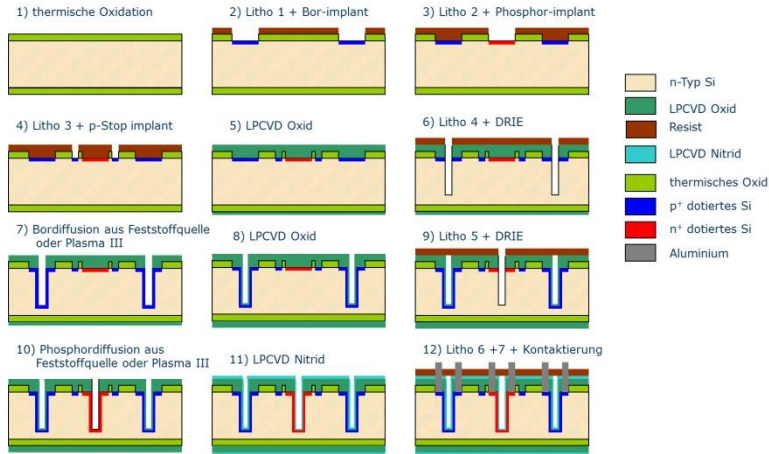 1) thermische Oxidation
2) Litho 1 + Bor-implant
3) Litho 2 + Phosphor-implant
4) Litho 3 + p-Stop implant
5) LPCVD Oxid
6) Litho 4 + DRIE
7) Bordiffusion aus Feststoffquelle
oder Plasma III
8) LPCVD Oxid
9) Litho 5 + DRIE
10) Phosphordiffusion aus
Feststoffquelle oder Plasma III
11) LPCVD Nitrid
12) Litho 6 +7 + Kontaktierung
n-Typ Si
LPCVD Oxid
Resist
LPCVD Nitrid
thermisches Oxid
p⁺ dotiertes Si
n⁺ dotiertes Si
Aluminium